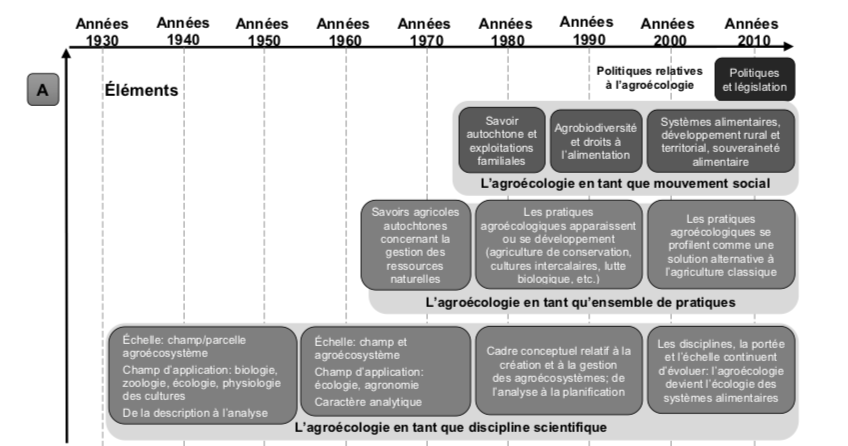 Années
1930
Années
1940
Années
1950
Années
1960
Années
1970
Années
1980
Années
1990
Années
2000
Années
2010
A
Éléments
Politiques relatives
à l'agroécologie
Politiques
et législation
Savoir
autochtone et
exploitations
familiales
Agrobiodiversité
et droits à
l'alimentation
Systèmes alimentaires,
développement rural et
territorial, souveraineté
alimentaire
L'agroécologie en tant que mouvement social
Savoirs agricoles
autochtones
concernant la
gestion des
ressources
naturelles
Les pratiques
agroécologiques apparaissent
ou se développement
(agriculture de conservation,
cultures intercalaires, lutte
biologique, etc.)
Les pratiques
agroécologiques se
profilent comme une
solution alternative à
l'agriculture classique
L'agroécologie en tant qu'ensemble de pratiques
Échelle: champ/parcelle
agroécosystème
Champ d'application: biologie,
zoologie, écologie, physiologie
des cultures
De la description à l'analyse
Échelle: champ et
agroécosystème
Champ d'application:
écologie, agronomie
Caractère analytique
Cadre conceptuel relatif à la
création et à la gestion
des agroécosystèmes; de
l'analyse à la planification
Les disciplines, la portée
et l'échelle continuent
d'évoluer: l'agroécologie
devient l'écologie des
systèmes alimentaires
L'agroécologie en tant que discipline scientifique